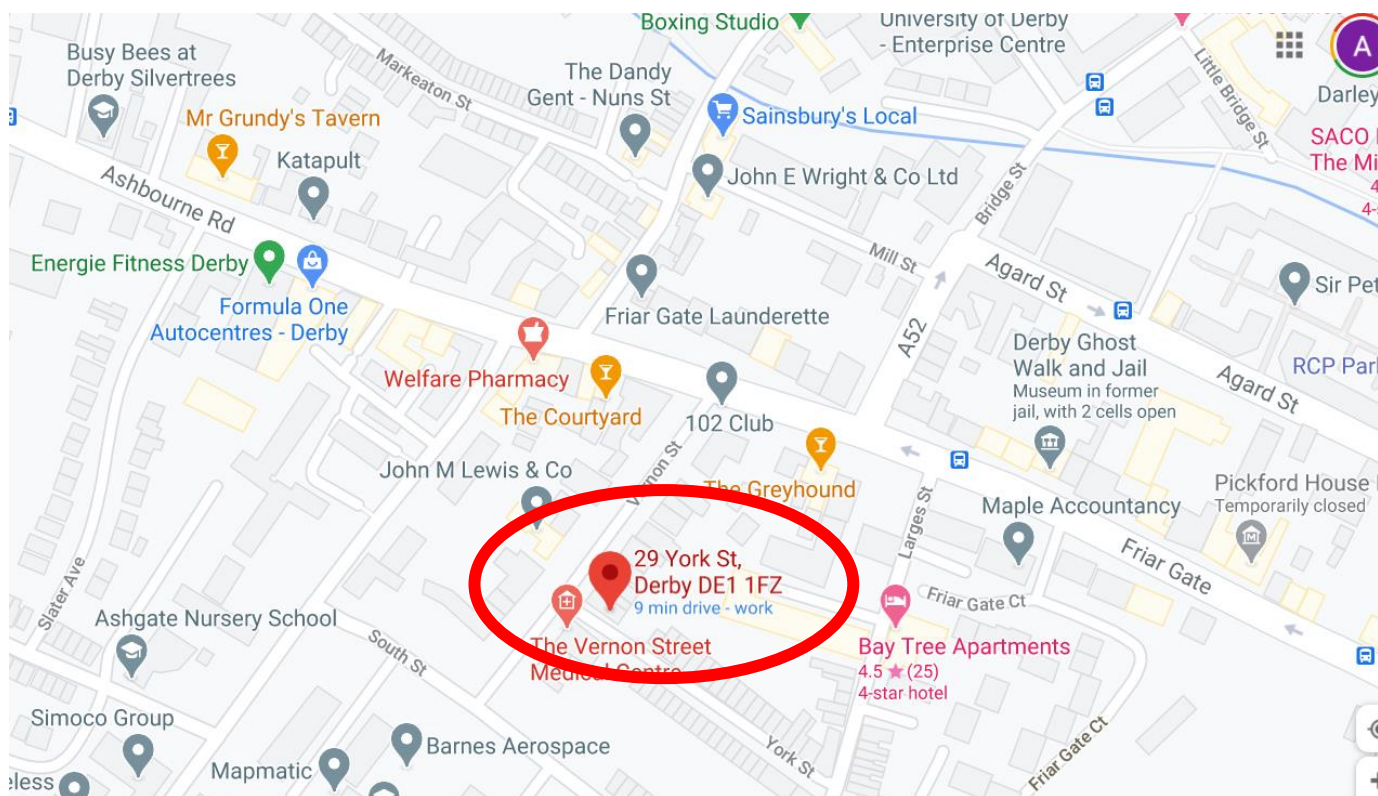 Boxing Studio
University of Derby
- Enterprise Centre
A
Busy Bees at
Derby Silvertrees
Markeaton St
The Dandy
Gent - Nuns St
Little Bridge St
Darley
Mr Grundy's Tavern
Sainsbury's Local
SACO
The Mi
4
4-
Katapult
John E Wright & Co Ltd
Bridge St
Ashbourne Rd
Mill St
Agard St
Energie Fitness Derby
Sir Pet
Formula One
Autocentres - Derby
Friar Gate Launderette
A52
Derby Ghost
Walk and Jail
Museum in former
jail, with 2 cells open
RCP Par
Agard St
Welfare Pharmacy
The Courtyard
102 Club
John M Lewis & Co
Vernon St
The Greyhound
Larges St
Maple Accountancy
Pickford House
Temporarily closed
Friar Gate
29 York St,
Derby DE1 1FZ
9 min drive - work
Slater Ave
Ashgate Nursery School
South St
The Vernon Street
Medical Centre
Friar Gate Ct
Bay Tree Apartments
4.5 ★ (25)
4-star hotel
Simoco Group
Barnes Aerospace
York St
Friar Gate Ct
Mapmatic
eless